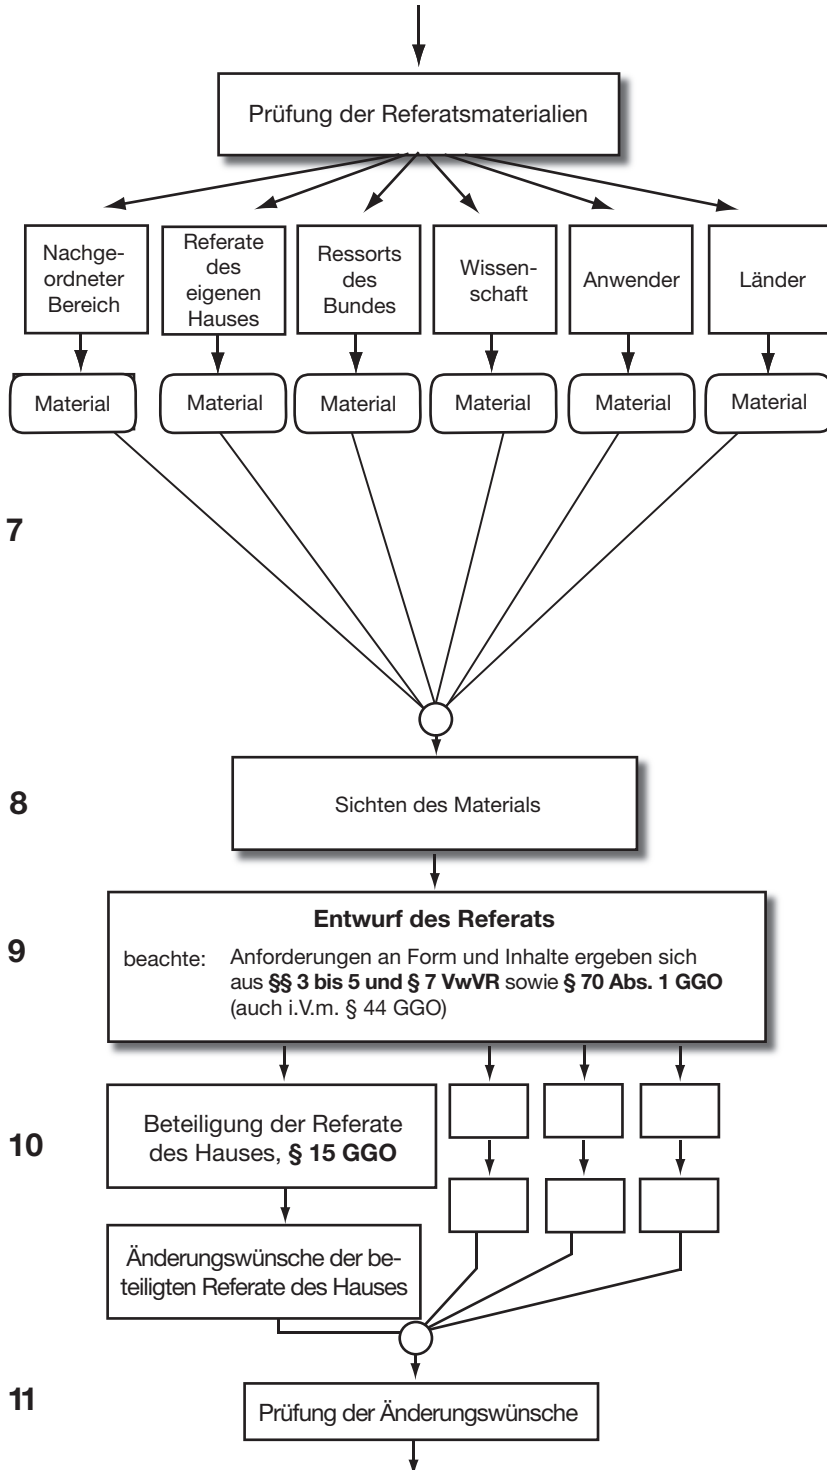 Prüfung der Referatsmaterialien
Nachge-
ordneter
Bereich
Referate
des
eigenen
Hauses
Ressorts
des
Bundes
Wissen-
schaft
Anwender
Länder
Material
Material
Material
Material
Material
Material
7
8
Sichten des Materials
9
Entwurf des Referats
beachte: Anforderungen an Form und Inhalte ergeben sich
aus §§ 3 bis 5 und § 7 VwVR sowie § 70 Abs. 1 GGO
(auch i.V.m. § 44 GGO)
10
Beteiligung der Referate
des Hauses, § 15 GGO
Änderungswünsche der be-
teiligten Referate des Hauses
11
Prüfung der Änderungswünsche